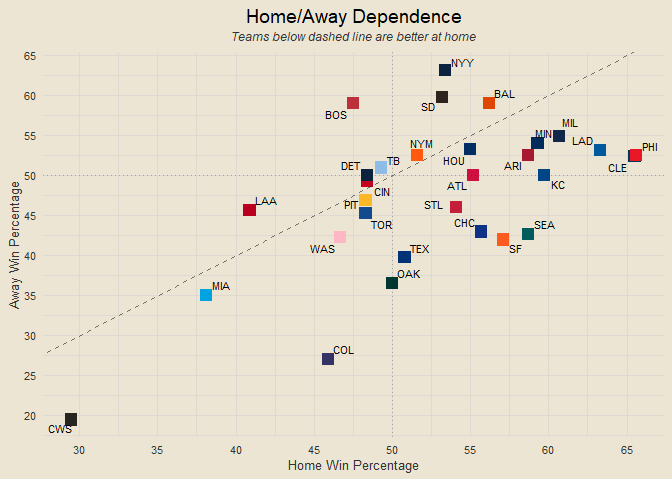 Home/Away Dependence
Teams below dashed line are better at home
65
NYY
60
SD
BAL
BOS
55
MIL
NYM
MIN
LAD
PHI
HOU
ARI
CLE
50
DET
TB
ATL
KC
CIN
45
LAA
PIT
STL
TOR
CHC
SEA
WAS
TEX
SF
40
OAK
35
MIA
30
COL
25
20
CWS
30
35
40
45
50
55
60
65
Home Win Percentage
Away Win Percentage